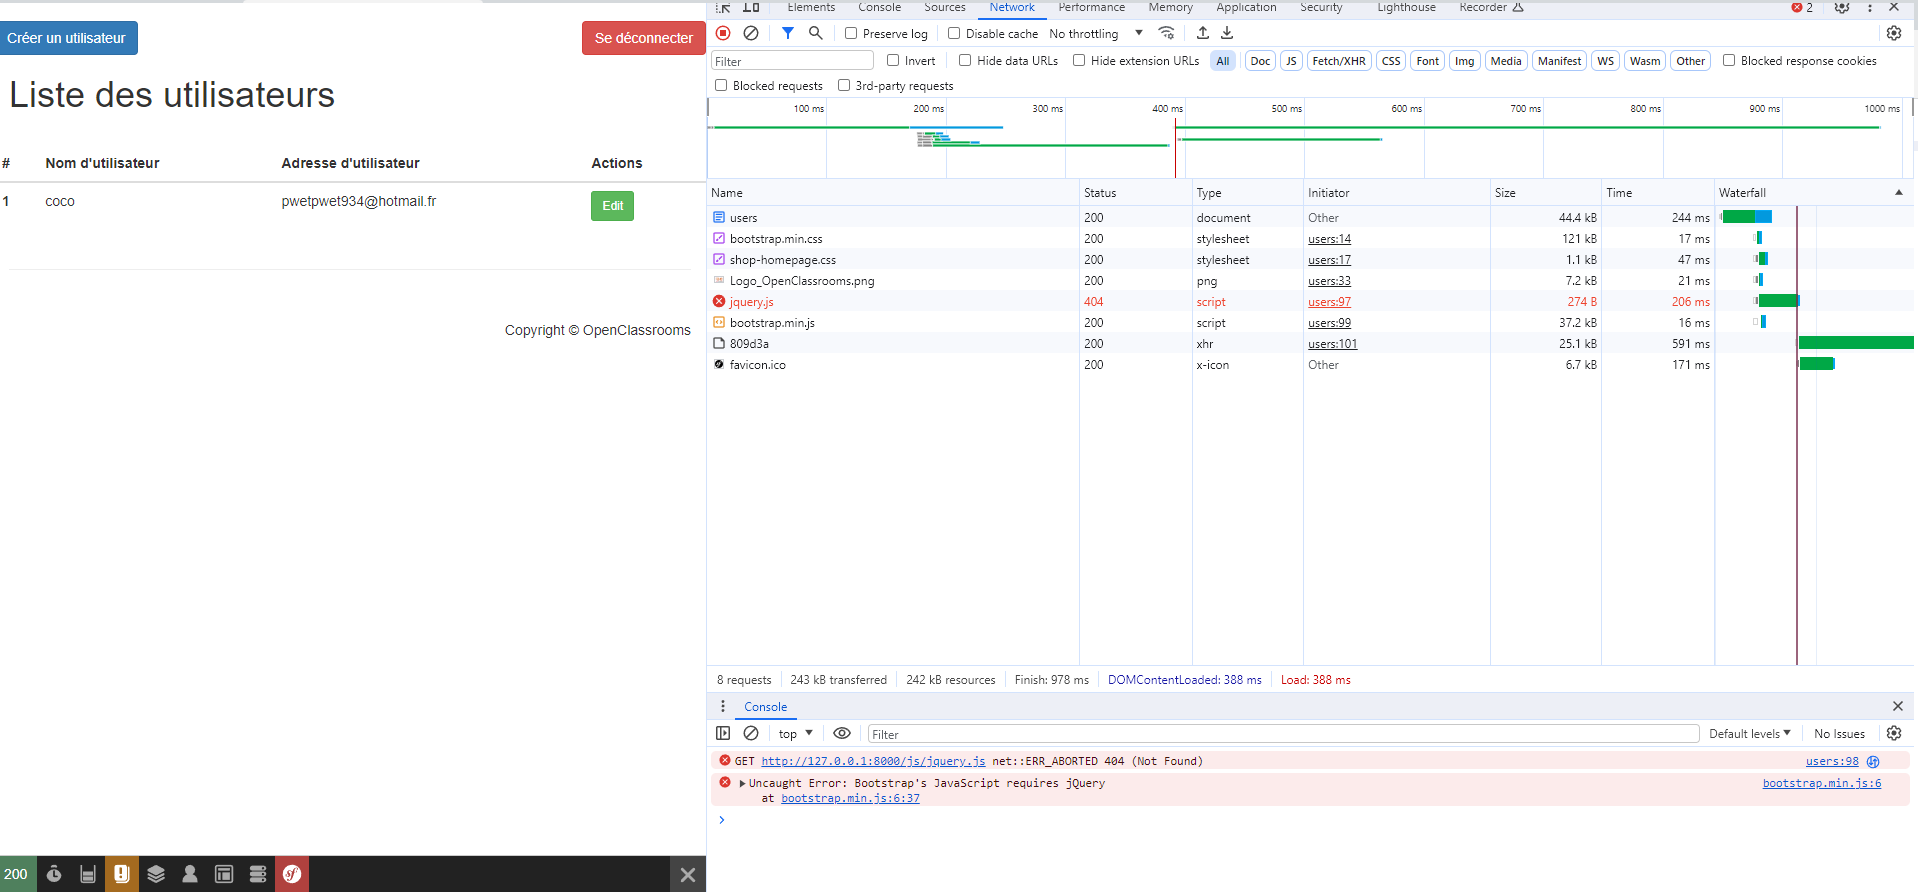 Créer un utilisateur
Se déconnecter
Liste des utilisateurs
# Nom d'utilisateur Adresse d'utilisateur Actions
1 coco pwetpwet934@hotmail.fr Edit
Copyright © OpenClassrooms
200
Elements Console Sources Network Performance Memory Application Security Lighthouse Recorder 2
Preserve log Disable cache No throttling
Filter Invert Hide data URLs Hide extension URLs All Doc JS Fetch/XHR CSS Font Img Media Manifest WS Wasm Other Blocked response cookies
Blocked requests 3rd-party requests
100 ms 200 ms 300 ms 400 ms 500 ms 600 ms 700 ms 800 ms 900 ms 1000 ms
Name Status Type Initiator Size Time Waterfall
users 200 document Other 44.4 kB 244 ms
bootstrap.min.css 200 stylesheet users:14 121 kB 17 ms
shop-homepage.css 200 stylesheet users:17 1.1 kB 47 ms
Logo_OpenClassrooms.png 200 png users:33 7.2 kB 21 ms
jquery.js 404 script users:97 274 B 206 ms
bootstrap.min.js 200 script users:99 37.2 kB 16 ms
809d3a 200 xhr users:101 25.1 kB 591 ms
favicon.ico 200 x-icon Other 6.7 kB 171 ms
8 requests 243 kB transferred 242 kB resources Finish: 978 ms DOMContentLoaded: 388 ms Load: 388 ms
Console
top Filter Default levels No Issues
GET http://127.0.0.1:8000/js/jquery.js net::ERR_ABORTED 404 (Not Found) users:98
Uncaught Error: Bootstrap's JavaScript requires jQuery bootstrap.min.js:6
at bootstrap.min.js:6:37